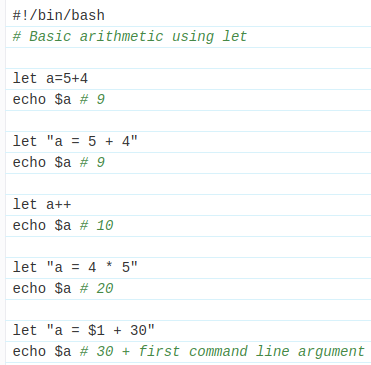 #!/bin/bash
# Basic arithmetic using let
let a=5+4
echo $a # 9
let "a = 5 + 4"
echo $a # 9
let a++
echo $a # 10
let "a = 4 * 5"
echo $a # 20
let "a = $1 + 30"
echo $a # 30 + first command line argument